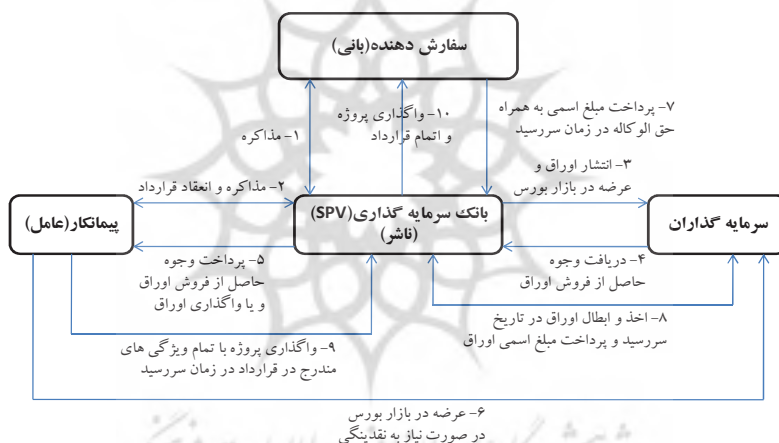 سفارش دهنده(بانی)
۱- مذاکره
۱۰- واگذاری پروژه
و اتمام قرارداد
۷- پرداخت مبلغ اسمی به همراه
حق الوکاله در زمان سررسید
۲- مذاکره و انعقاد قرارداد
۳- انتشار اوراق و
عرضه در بازار بورس
پیمانکار(عامل)
بانک سرمایه گذاری(SPV)
(ناشر)
سرمایه گذاران
۵- پرداخت وجوه
حاصل از فروش اوراق
و یا واگذاری اوراق
۴- دریافت وجوه
حاصل از فروش اوراق
۹- واگذاری پروژه با تمام ویژگی های
مندرج در قرارداد در زمان سررسید
۸- اخذ و ابطال اوراق در تاریخ
سررسید و پرداخت مبلغ اسمی اوراق
۶- عرضه در بازار بورس
در صورت نیاز به نقدینگی